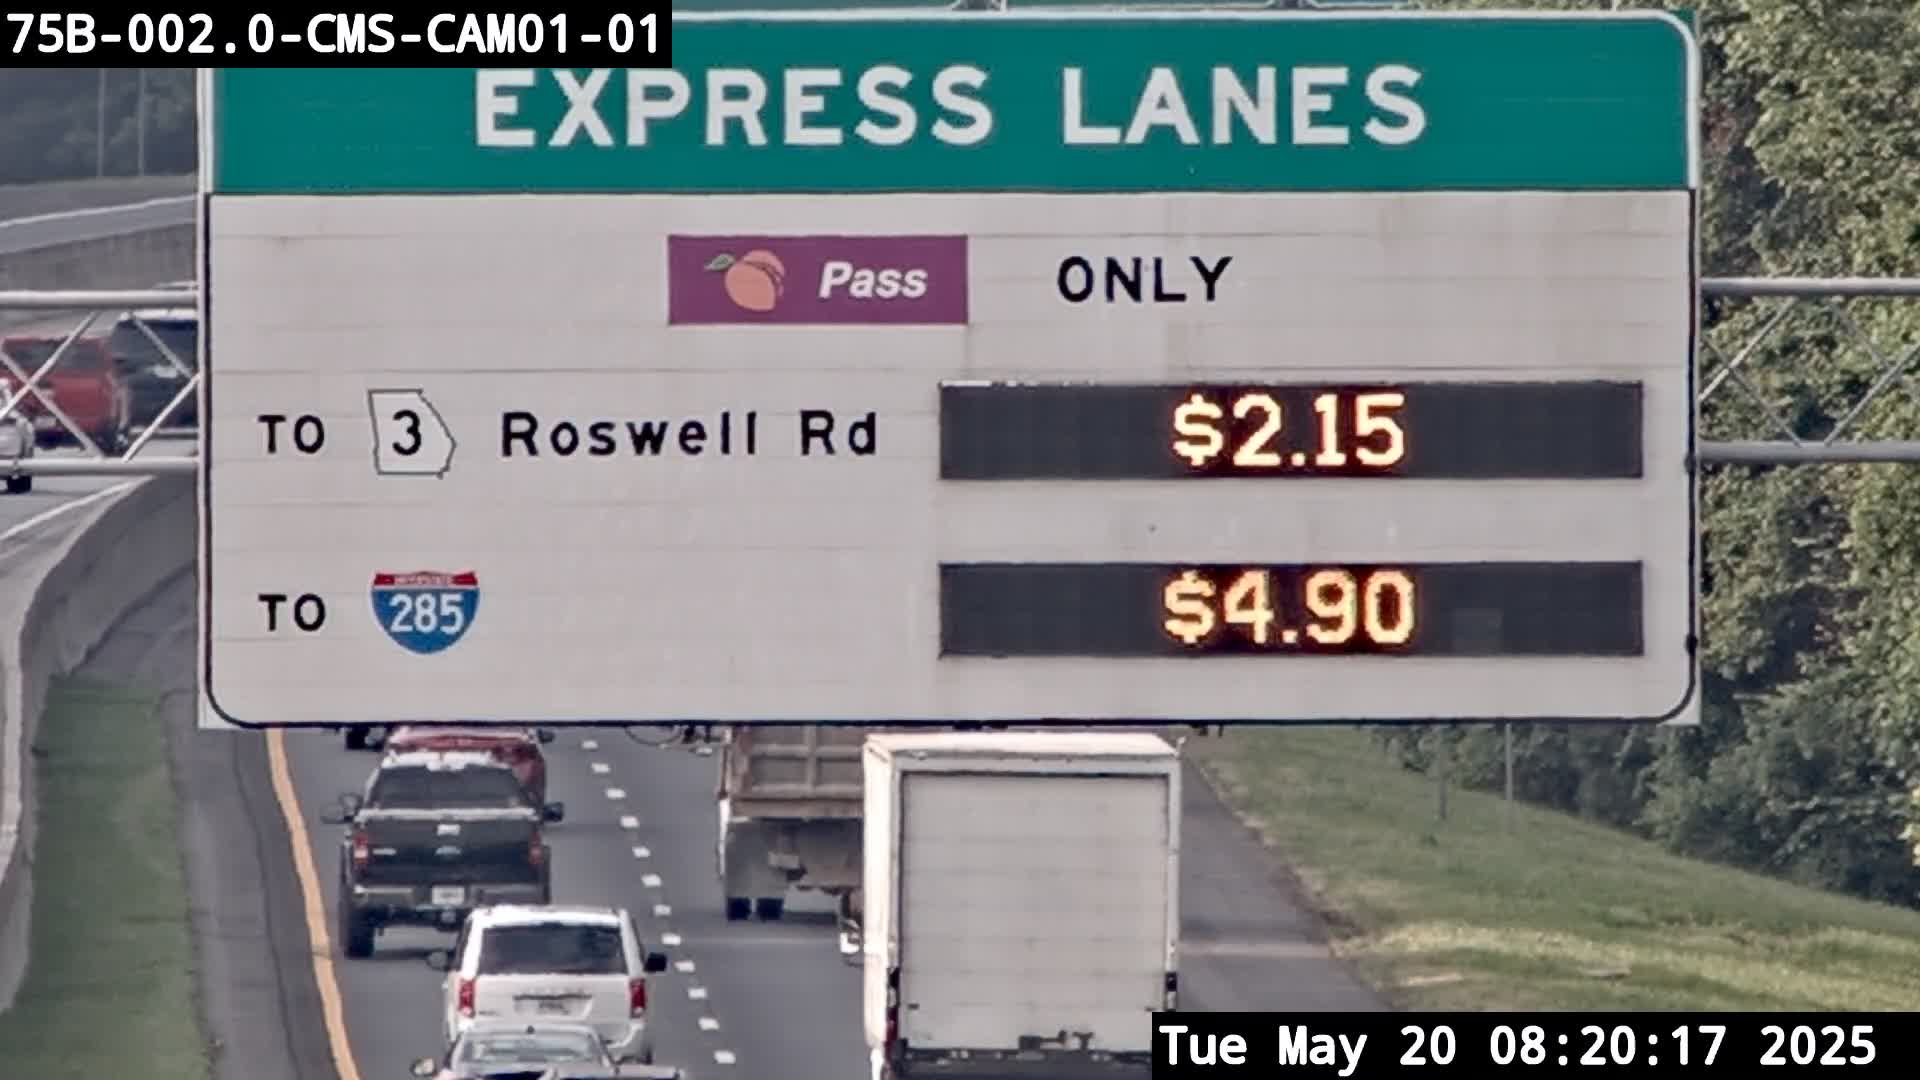 75B-002.0-CMS-CAM01-01
EXPRESS LANES
Pass ONLY
TO 3 Roswell Rd $2.15
TO INTERSTATE 285 $4.90
Tue May 20 08:20:17 2025